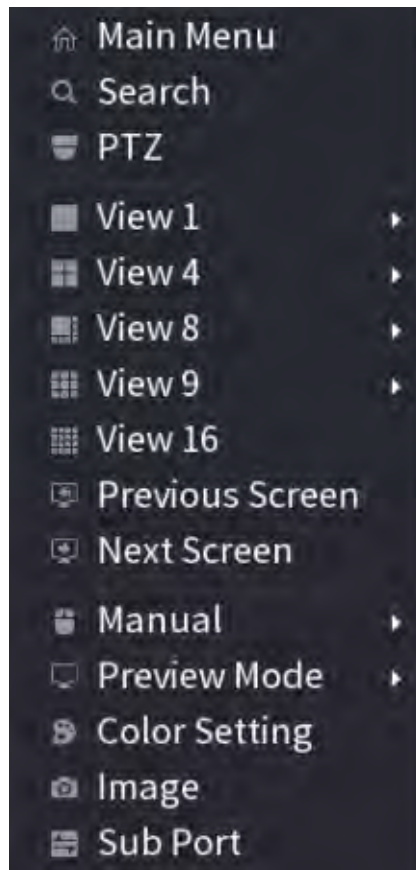 Main Menu
Search
PTZ
View 1
View 4
View 8
View 9
View 16
Previous Screen
Next Screen
Manual
Preview Mode
Color Setting
Image
Sub Port